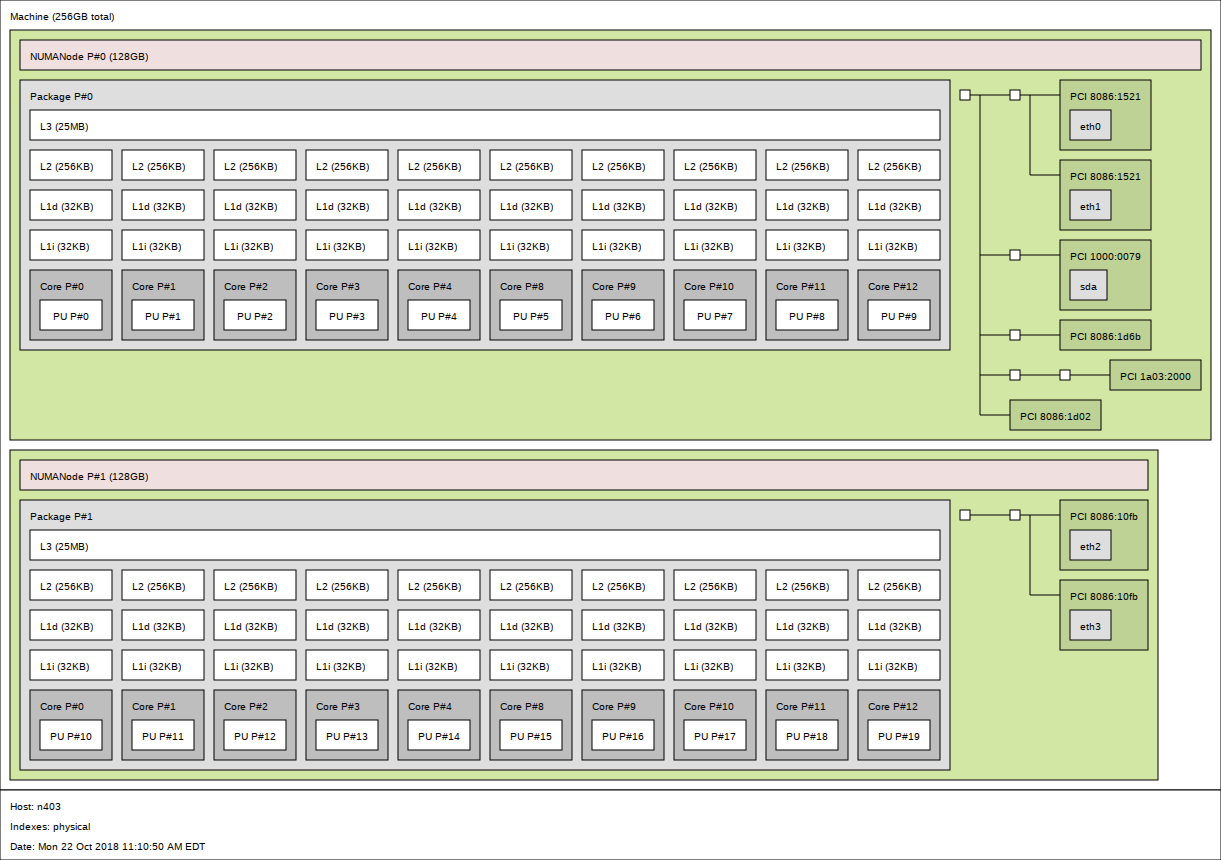 Machine (256GB total)
NUMANode P#0 (128GB)
Package P#0
L3 (25MB)
L2 (256KB) L2 (256KB) L2 (256KB) L2 (256KB) L2 (256KB) L2 (256KB) L2 (256KB) L2 (256KB) L2 (256KB) L2 (256KB)
L1d (32KB) L1d (32KB) L1d (32KB) L1d (32KB) L1d (32KB) L1d (32KB) L1d (32KB) L1d (32KB) L1d (32KB) L1d (32KB)
L1i (32KB) L1i (32KB) L1i (32KB) L1i (32KB) L1i (32KB) L1i (32KB) L1i (32KB) L1i (32KB) L1i (32KB) L1i (32KB)
Core P#0 Core P#1 Core P#2 Core P#3 Core P#4 Core P#8 Core P#9 Core P#10 Core P#11 Core P#12
PU P#0 PU P#1 PU P#2 PU P#3 PU P#4 PU P#5 PU P#6 PU P#7 PU P#8 PU P#9
PCI 8086:1521
eth0
PCI 8086:1521
eth1
PCI 1000:0079
sda
PCI 8086:1d6b
PCI 1a03:2000
PCI 8086:1d02
NUMANode P#1 (128GB)
Package P#1
L3 (25MB)
L2 (256KB) L2 (256KB) L2 (256KB) L2 (256KB) L2 (256KB) L2 (256KB) L2 (256KB) L2 (256KB) L2 (256KB) L2 (256KB)
L1d (32KB) L1d (32KB) L1d (32KB) L1d (32KB) L1d (32KB) L1d (32KB) L1d (32KB) L1d (32KB) L1d (32KB) L1d (32KB)
L1i (32KB) L1i (32KB) L1i (32KB) L1i (32KB) L1i (32KB) L1i (32KB) L1i (32KB) L1i (32KB) L1i (32KB) L1i (32KB)
Core P#0 Core P#1 Core P#2 Core P#3 Core P#4 Core P#8 Core P#9 Core P#10 Core P#11 Core P#12
PU P#10 PU P#11 PU P#12 PU P#13 PU P#14 PU P#15 PU P#16 PU P#17 PU P#18 PU P#19
PCI 8086:10fb
eth2
PCI 8086:10fb
eth3
Host: n403
Indexes: physical
Date: Mon 22 Oct 2018 11:10:50 AM EDT